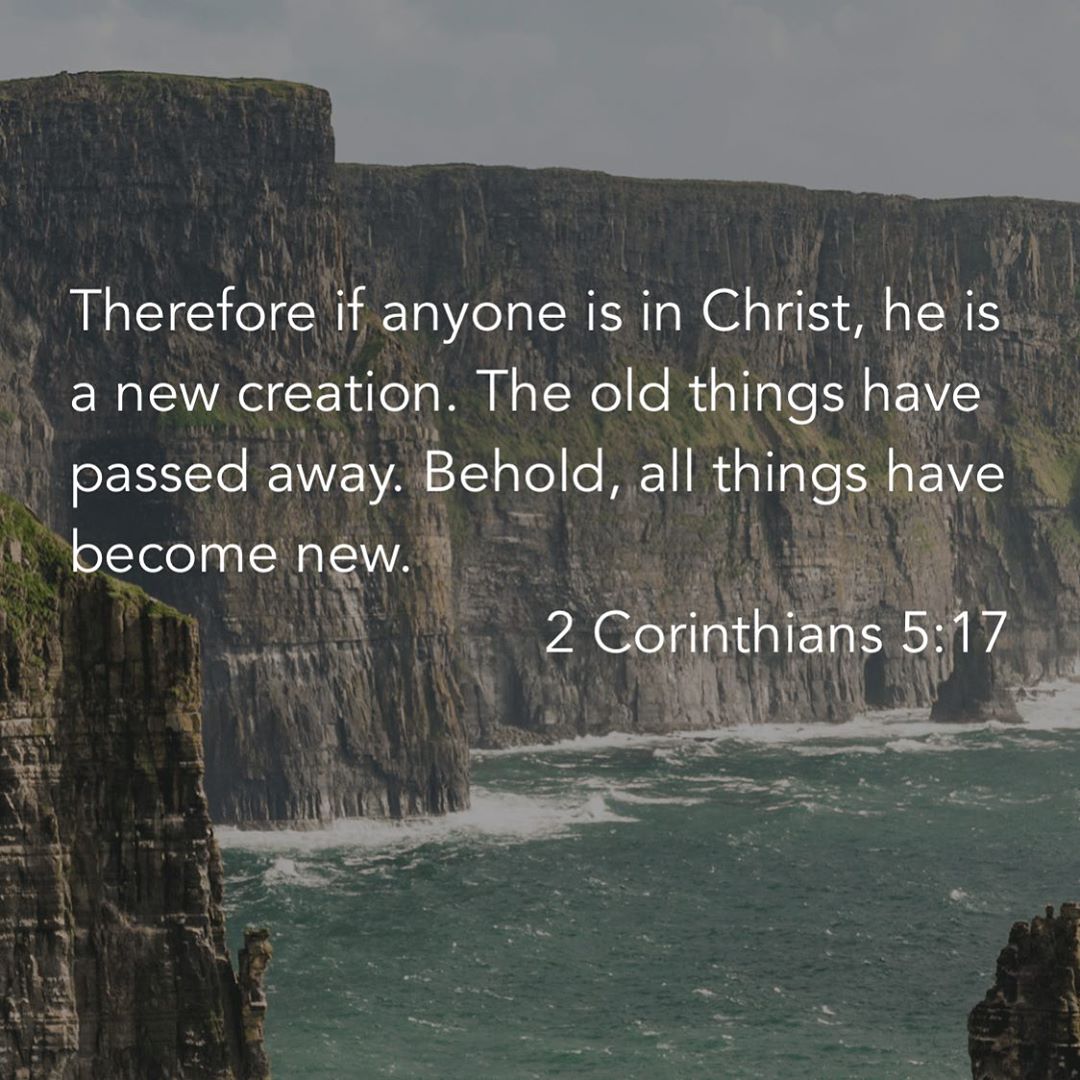 Therefore if anyone is in Christ, he is
a new creation. The old things have
passed away. Behold, all things have
become new.
2 Corinthians 5:17